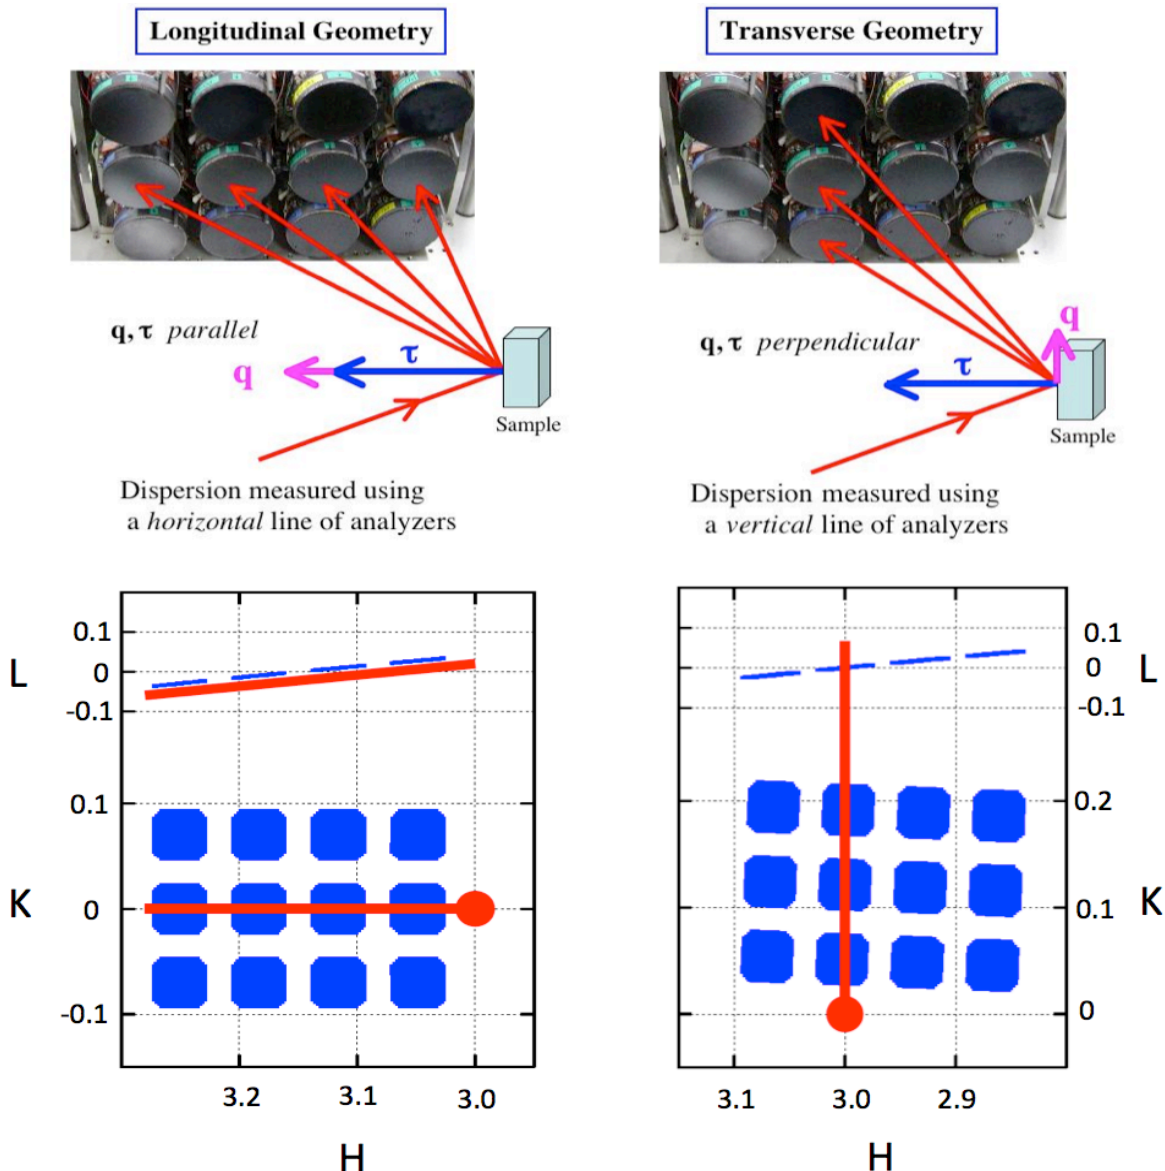 Longitudinal Geometry
q, τ parallel
q
τ
Sample
Dispersion measured using
a horizontal line of analyzers
L
0.1
0
-0.1
K
0.1
0
-0.1
3.2 3.1 3.0
H
Transverse Geometry
q
q, τ perpendicular
τ
Sample
Dispersion measured using
a vertical line of analyzers
0.1
0
-0.1
L
0.2
0.1
0
K
3.1 3.0 2.9
H